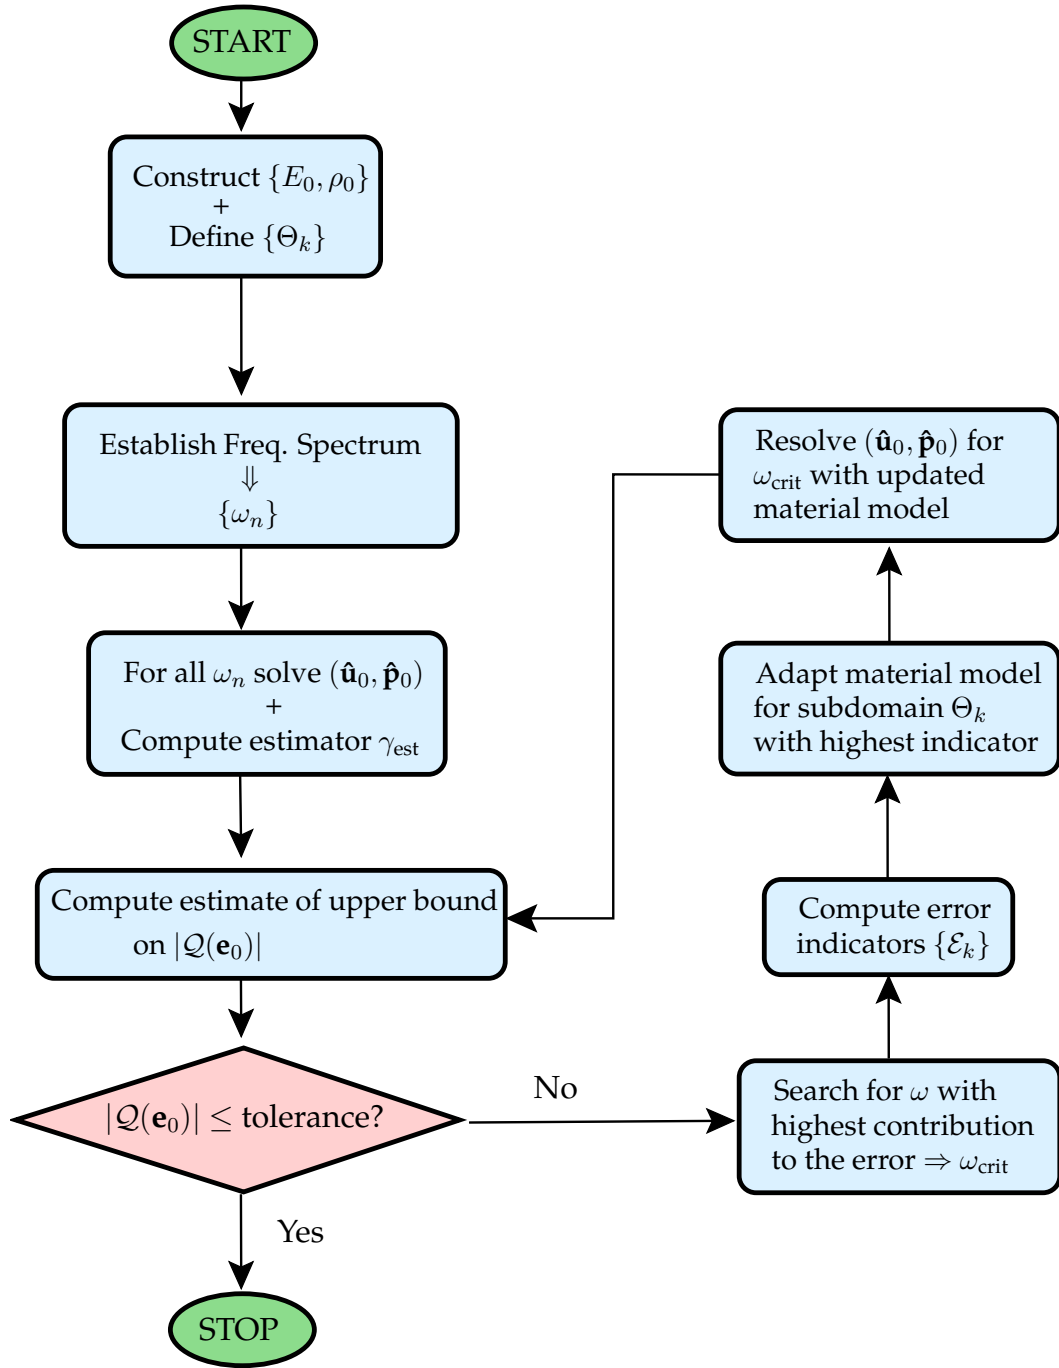 START
Construct {E₀, ρ₀}
+
Define {Θₖ}
Establish Freq. Spectrum
⇓
{ωₙ}
For all ωₙ solve (û₀, p̂₀)
+
Compute estimator γ_est
Compute estimate of upper bound
on |𝒬(e₀)|
|𝒬(e₀)| ≤ tolerance?
Yes
STOP
No
Search for ω with
highest contribution
to the error ⇒ ω_crit
Compute error
indicators {ℰₖ}
Adapt material model
for subdomain Θₖ
with highest indicator
Resolve (û₀, p̂₀) for
ω_crit with updated
material model